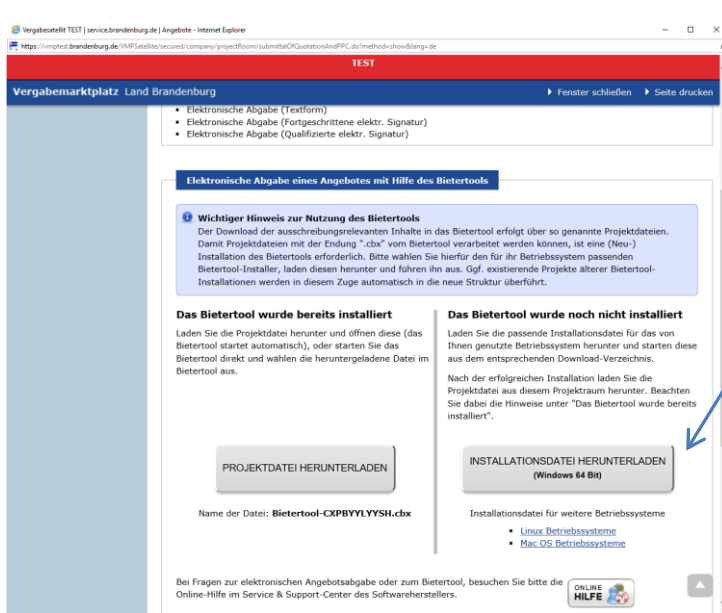 Vergabesatellit TEST | service.brandenburg.de | Angebote - Internet Explorer
https://vmptest.brandenburg.de/VMPSatellite/secured/company/projectRoom/submittalOfQuotationAndPPC.do?method=show&lang=de
TEST
Vergabemarktplatz Land Brandenburg
Fenster schließen
Seite drucken
• Elektronische Abgabe (Textform)
• Elektronische Abgabe (Fortgeschrittene elektr. Signatur)
• Elektronische Abgabe (Qualifizierte elektr. Signatur)
Elektronische Abgabe eines Angebotes mit Hilfe des Bietertools
Wichtiger Hinweis zur Nutzung des Bietertools
Der Download der ausschreibungsrelevanten Inhalte in das Bietertool erfolgt über so genannte Projektdateien.
Damit Projektdateien mit der Endung ".cbx" vom Bietertool verarbeitet werden können, ist eine (Neu-)
Installation des Bietertools erforderlich. Bitte wählen Sie hierfür den für ihr Betriebssystem passenden
Bietertool-Installer, laden diesen herunter und führen ihn aus. Ggf. existierende Projekte älterer Bietertool-
Installationen werden in diesem Zuge automatisch in die neue Struktur überführt.
Das Bietertool wurde bereits installiert
Laden Sie die Projektdatei herunter und öffnen diese (das
Bietertool startet automatisch), oder starten Sie das
Bietertool direkt und wählen die heruntergeladene Datei im
Bietertool aus.
PROJEKTDATEI HERUNTERLADEN
Name der Datei: Bietertool-CXPBYYLYYSH.cbx
Das Bietertool wurde noch nicht installiert
Laden Sie die passende Installationsdatei für das von
Ihnen genutzte Betriebssystem herunter und starten diese
aus dem entsprechenden Download-Verzeichnis.
Nach der erfolgreichen Installation laden Sie die
Projektdatei aus diesem Projektraum herunter. Beachten
Sie dabei die Hinweise unter "Das Bietertool wurde bereits
installiert".
INSTALLATIONSDATEI HERUNTERLADEN
(Windows 64 Bit)
Installationsdatei für weitere Betriebssysteme
• Linux Betriebssysteme
• Mac OS Betriebssysteme
Bei Fragen zur elektronischen Angebotsabgabe oder zum Bietertool, besuchen Sie bitte die
Online-Hilfe im Service & Support-Center des Softwareherstellers.
ONLINE
HILFE